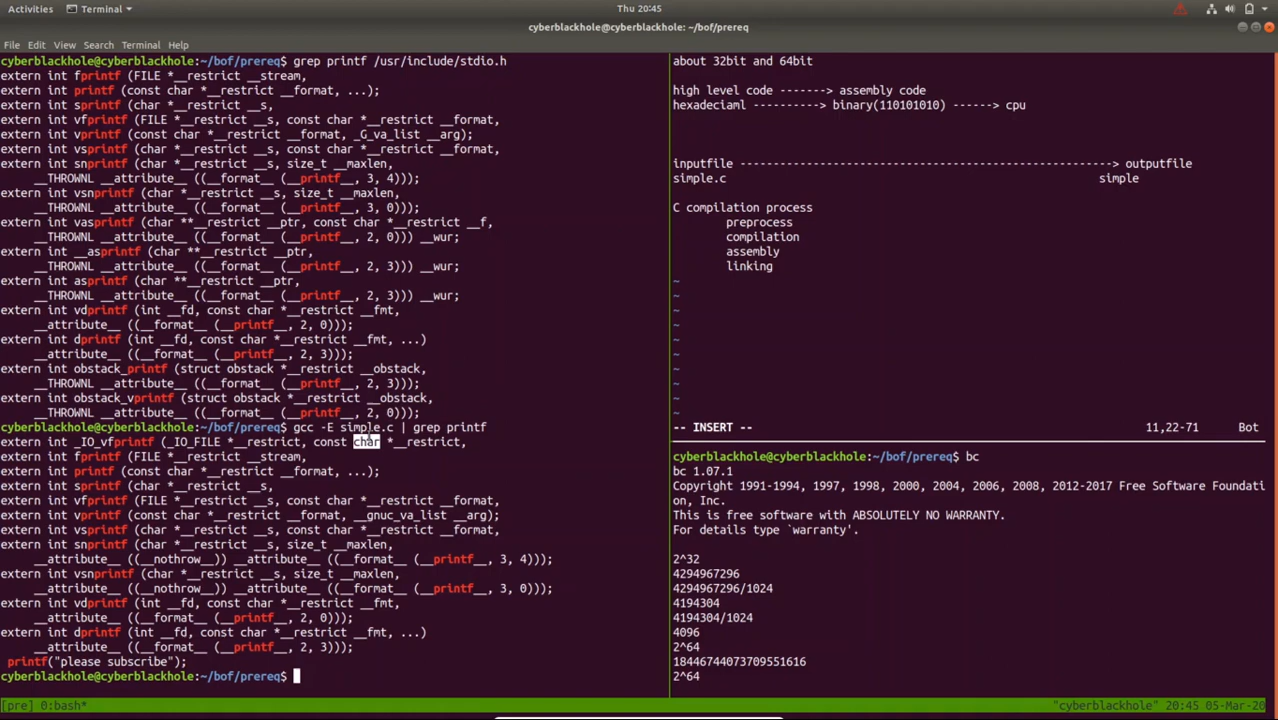 Activities Terminal Thu 20:45
cyberblackhole@cyberblackhole: ~/bof/prereq
File Edit View Search Terminal Help
cyberblackhole@cyberblackhole:~/bof/prereq$ grep printf /usr/include/stdio.h
extern int fprintf (FILE *__restrict __stream,
extern int printf (const char *__restrict __format, ...);
extern int sprintf (char *__restrict __s,
extern int vfprintf (FILE *__restrict __s, const char *__restrict __format,
extern int vprintf (const char *__restrict __format, _G_va_list __arg);
extern int vsprintf (char *__restrict __s, const char *__restrict __format,
extern int snprintf (char *__restrict __s, size_t __maxlen,
__THROWNL __attribute__ ((__format__ (__printf__, 3, 4)));
extern int vsnprintf (char *__restrict __s, size_t __maxlen,
__THROWNL __attribute__ ((__format__ (__printf__, 3, 0)));
extern int vasprintf (char **__restrict __ptr, const char *__restrict __f,
__THROWNL __attribute__ ((__format__ (__printf__, 2, 0))) __wur;
extern int __asprintf (char **__restrict __ptr,
__THROWNL __attribute__ ((__format__ (__printf__, 2, 3))) __wur;
extern int asprintf (char **__restrict __ptr,
__THROWNL __attribute__ ((__format__ (__printf__, 2, 3))) __wur;
extern int vdprintf (int __fd, const char *__restrict __fmt,
__attribute__ ((__format__ (__printf__, 2, 0)));
extern int dprintf (int __fd, const char *__restrict __fmt, ...)
__attribute__ ((__format__ (__printf__, 2, 3)));
extern int obstack_printf (struct obstack *__restrict __obstack,
__THROWNL __attribute__ ((__format__ (__printf__, 2, 3)));
extern int obstack_vprintf (struct obstack *__restrict __obstack,
__THROWNL __attribute__ ((__format__ (__printf__, 2, 0)));
cyberblackhole@cyberblackhole:~/bof/prereq$ gcc -E simple.c | grep printf
extern int _IO_vfprintf (_IO_FILE *__restrict, const char *__restrict,
extern int fprintf (FILE *__restrict __stream,
extern int printf (const char *__restrict __format, ...);
extern int sprintf (char *__restrict __s,
extern int vfprintf (FILE *__restrict __s, const char *__restrict __format,
extern int vprintf (const char *__restrict __format, __gnuc_va_list __arg);
extern int vsprintf (char *__restrict __s, const char *__restrict __format,
extern int snprintf (char *__restrict __s, size_t __maxlen,
__attribute__ ((__nothrow__)) __attribute__ ((__format__ (__printf__, 3, 4)));
extern int vsnprintf (char *__restrict __s, size_t __maxlen,
__attribute__ ((__nothrow__)) __attribute__ ((__format__ (__printf__, 3, 0)));
extern int vdprintf (int __fd, const char *__restrict __fmt,
__attribute__ ((__format__ (__printf__, 2, 0)));
extern int dprintf (int __fd, const char *__restrict __fmt, ...)
__attribute__ ((__format__ (__printf__, 2, 3)));
printf("please subscribe");
cyberblackhole@cyberblackhole:~/bof/prereq$
about 32bit and 64bit
high level code -------> assembly code
hexadeciaml ----------> binary(110101010) ------> cpu
inputfile --------------------------------------------------------> outputfile
simple.c simple
C compilation process
preprocess
compilation
assembly
linking
~
~
~
~
~
~
~
~
~
~
-- INSERT -- 11,22-71 Bot
cyberblackhole@cyberblackhole:~/bof/prereq$ bc
bc 1.07.1
Copyright 1991-1994, 1997, 1998, 2000, 2004, 2006, 2008, 2012-2017 Free Software Foundati
on, Inc.
This is free software with ABSOLUTELY NO WARRANTY.
For details type `warranty'.
2^32
4294967296
4294967296/1024
4194304
4194304/1024
4096
2^64
18446744073709551616
2^64
[pre] 0:bash* "cyberblackhole" 20:45 05-Mar-20